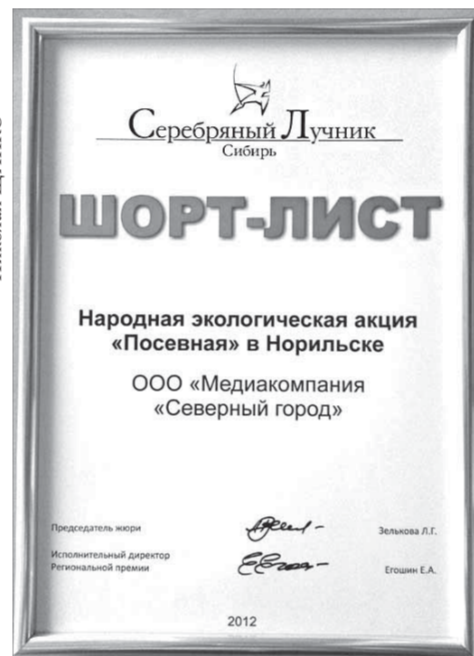 Серебряный Лучник
Сибирь
ШОРТ-ЛИСТ
Народная экологическая акция
«Посевная» в Норильске
ООО «Медиакомпания
«Северный город»
Председатель жюри
Зелькова Л.Г.
Исполнительный директор
Региональной премии
Егошин Е.А.
2012